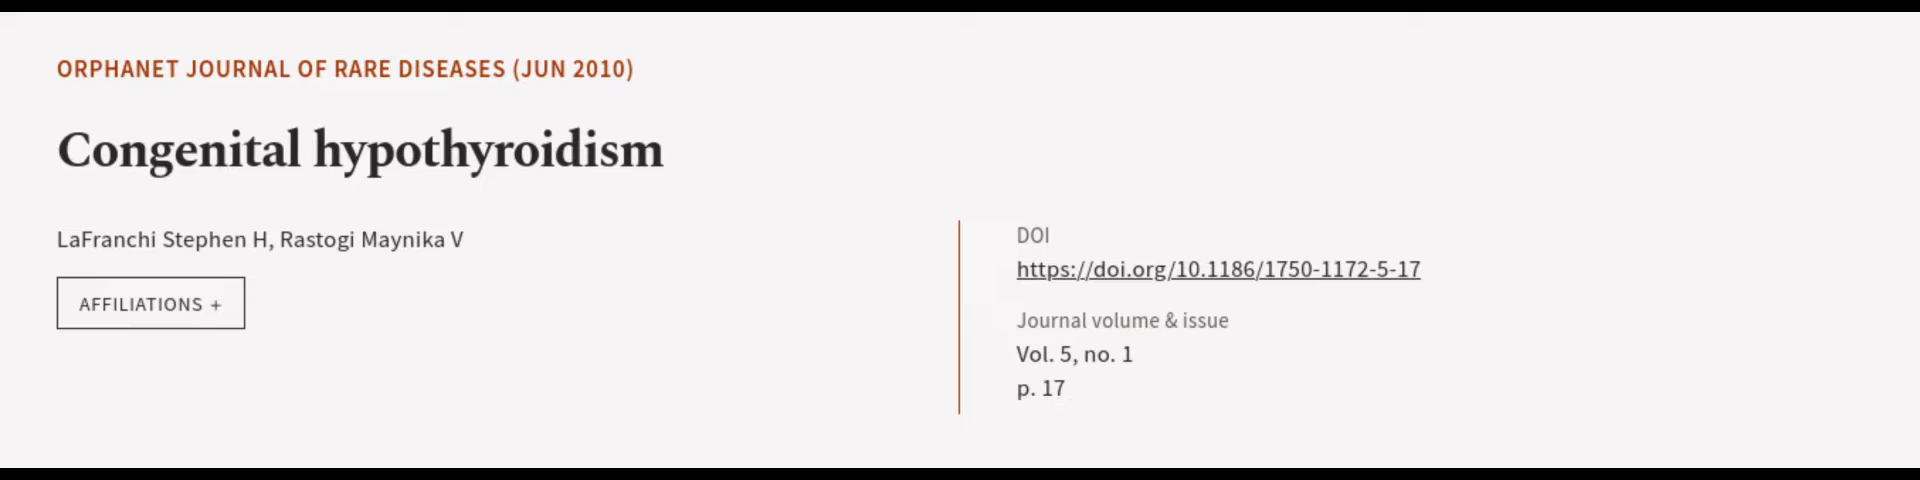 ORPHANET JOURNAL OF RARE DISEASES (JUN 2010)
Congenital hypothyroidism
LaFranchi Stephen H, Rastogi Maynika V
AFFILIATIONS +
DOI
https://doi.org/10.1186/1750-1172-5-17
Journal volume & issue
Vol. 5, no. 1
p. 17